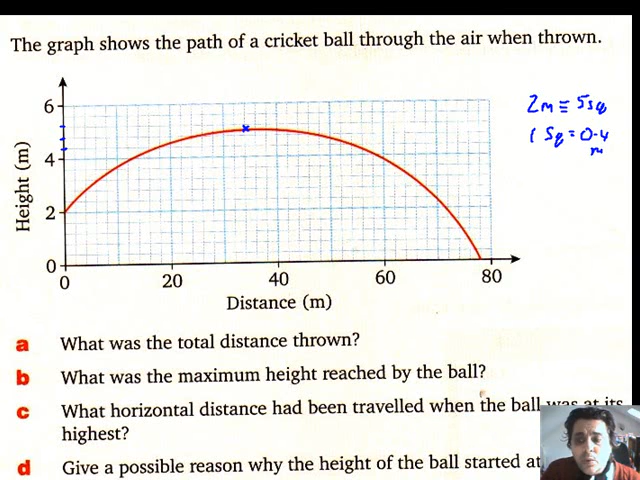 The graph shows the path of a cricket ball through the air when thrown.
6
4
2
0
Height (m)
0 20 40 60 80
Distance (m)
2m ≡ 5sq
1 Sq = 0.4
m
a What was the total distance thrown?
b What was the maximum height reached by the ball?
c What horizontal distance had been travelled when the ball was at its
highest?
d Give a possible reason why the height of the ball started at